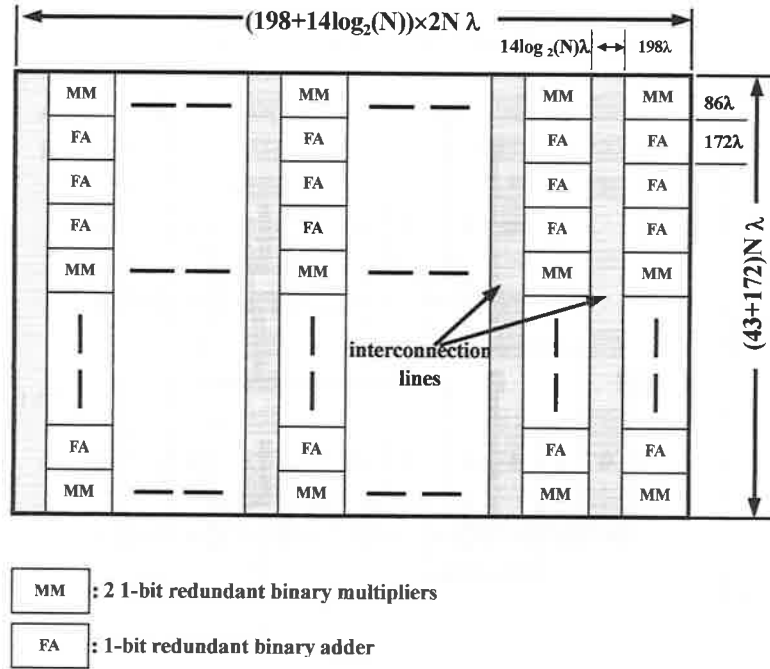 (198+14log₂(N))×2N λ
14log ₂(N)λ 198λ
MM MM MM MM 86λ
FA FA FA FA 172λ
FA FA FA FA
FA FA FA FA
MM MM MM MM
(43+172)N λ
interconnection
lines
FA FA FA FA
MM MM MM MM
MM : 2 1-bit redundant binary multipliers
FA : 1-bit redundant binary adder